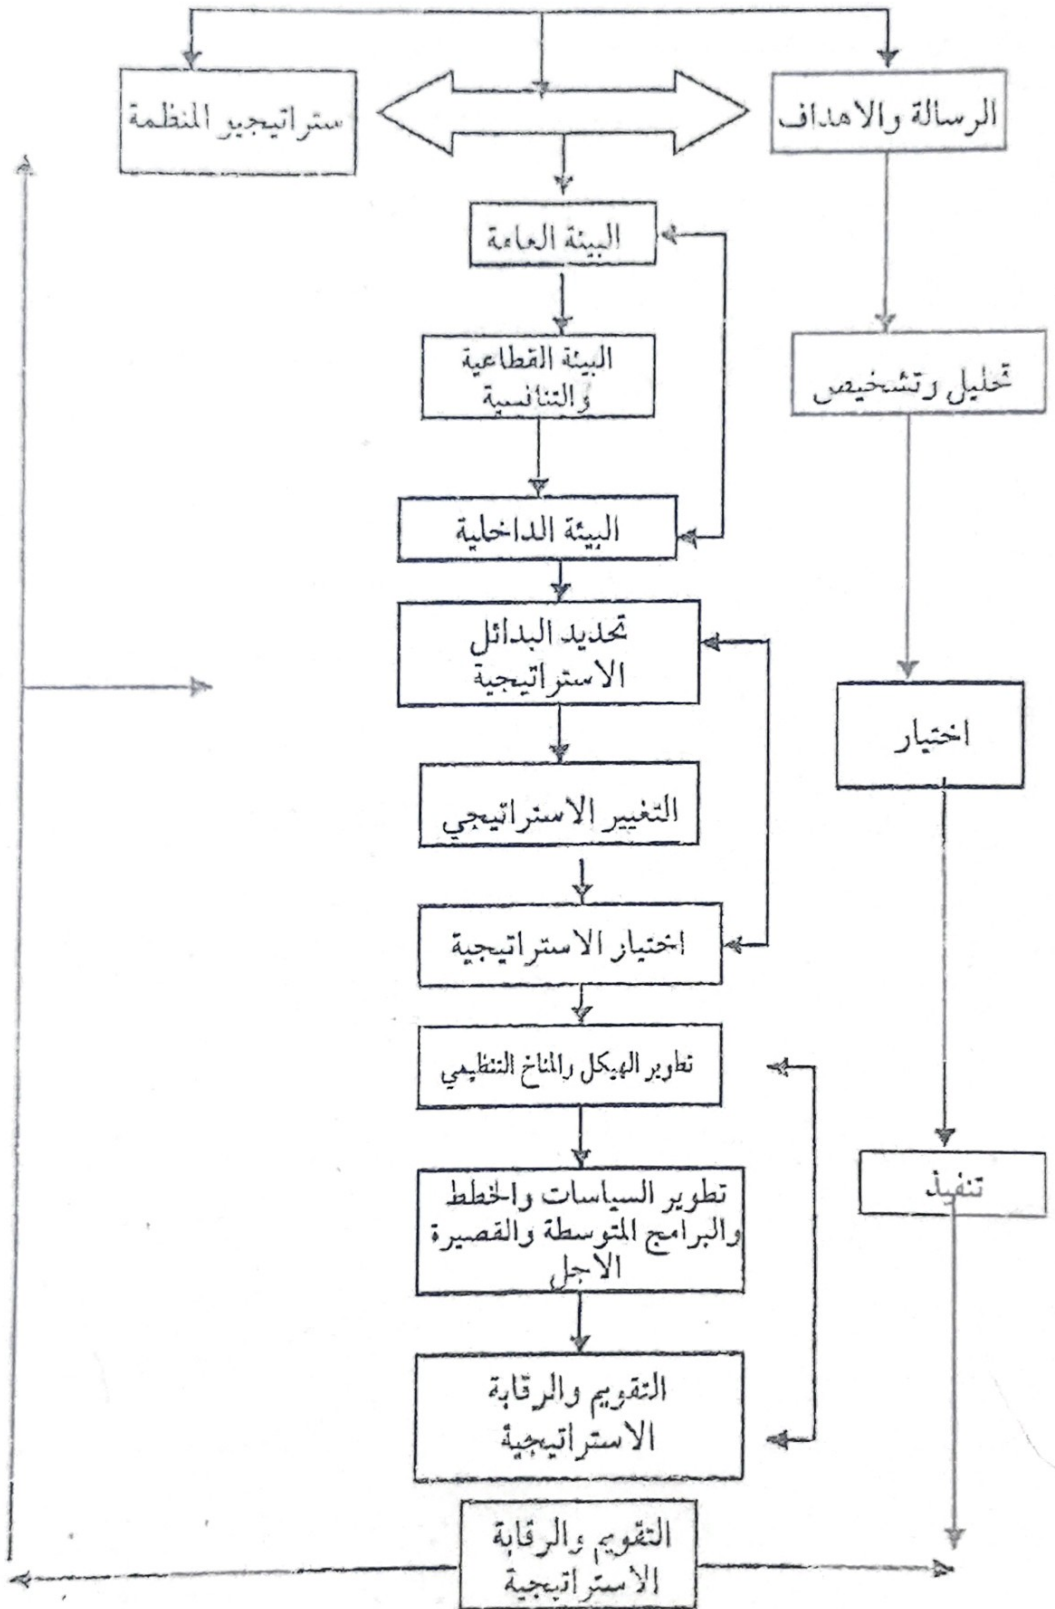 الرسالة والاهداف
ستراتيجيو المنظمة
البيئة العامة
البيئة القطاعية
والتنافسية
تحليل وتشخيص
البيئة الداخلية
تحديد البدائل
الاستراتيجية
اختيار
التغيير الاستراتيجي
اختيار الاستراتيجية
تطوير الهيكل والمناخ التنظيمي
تنفيذ
تطوير السياسات والخطط
والبرامج المتوسطة والقصيرة
الاجل
التقويم والرقابة
الاستراتيجية
التقويم والرقابة
الاستراتيجية